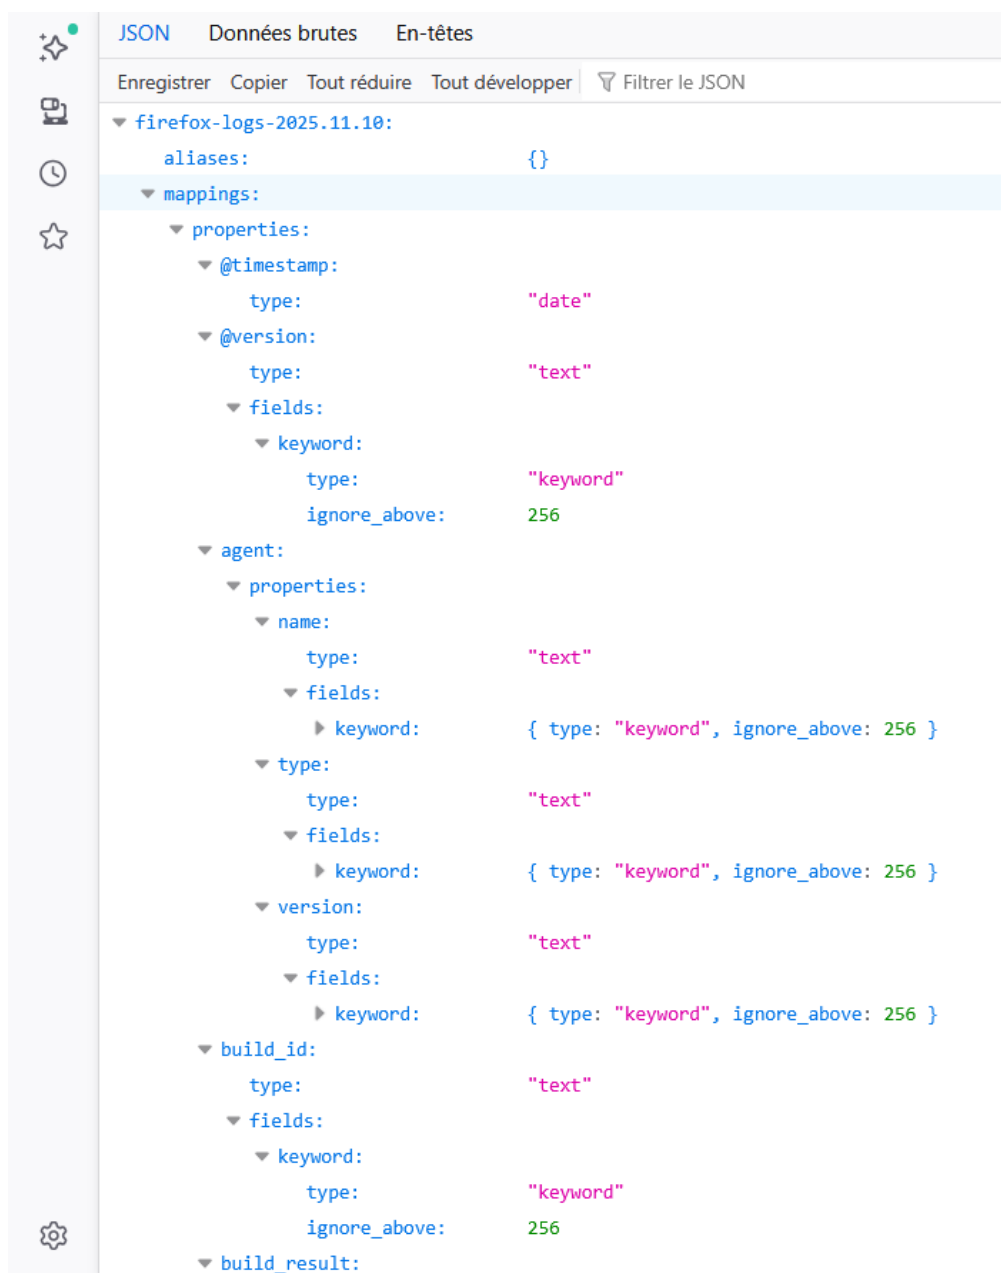 JSON Données brutes En-têtes
Enregistrer Copier Tout réduire Tout développer Filtrer le JSON
firefox-logs-2025.11.10:
aliases: {}
mappings:
properties:
@timestamp:
type: "date"
@version:
type: "text"
fields:
keyword:
type: "keyword"
ignore_above: 256
agent:
properties:
name:
type: "text"
fields:
keyword: { type: "keyword", ignore_above: 256 }
type:
type: "text"
fields:
keyword: { type: "keyword", ignore_above: 256 }
version:
type: "text"
fields:
keyword: { type: "keyword", ignore_above: 256 }
build_id:
type: "text"
fields:
keyword:
type: "keyword"
ignore_above: 256
build_result: